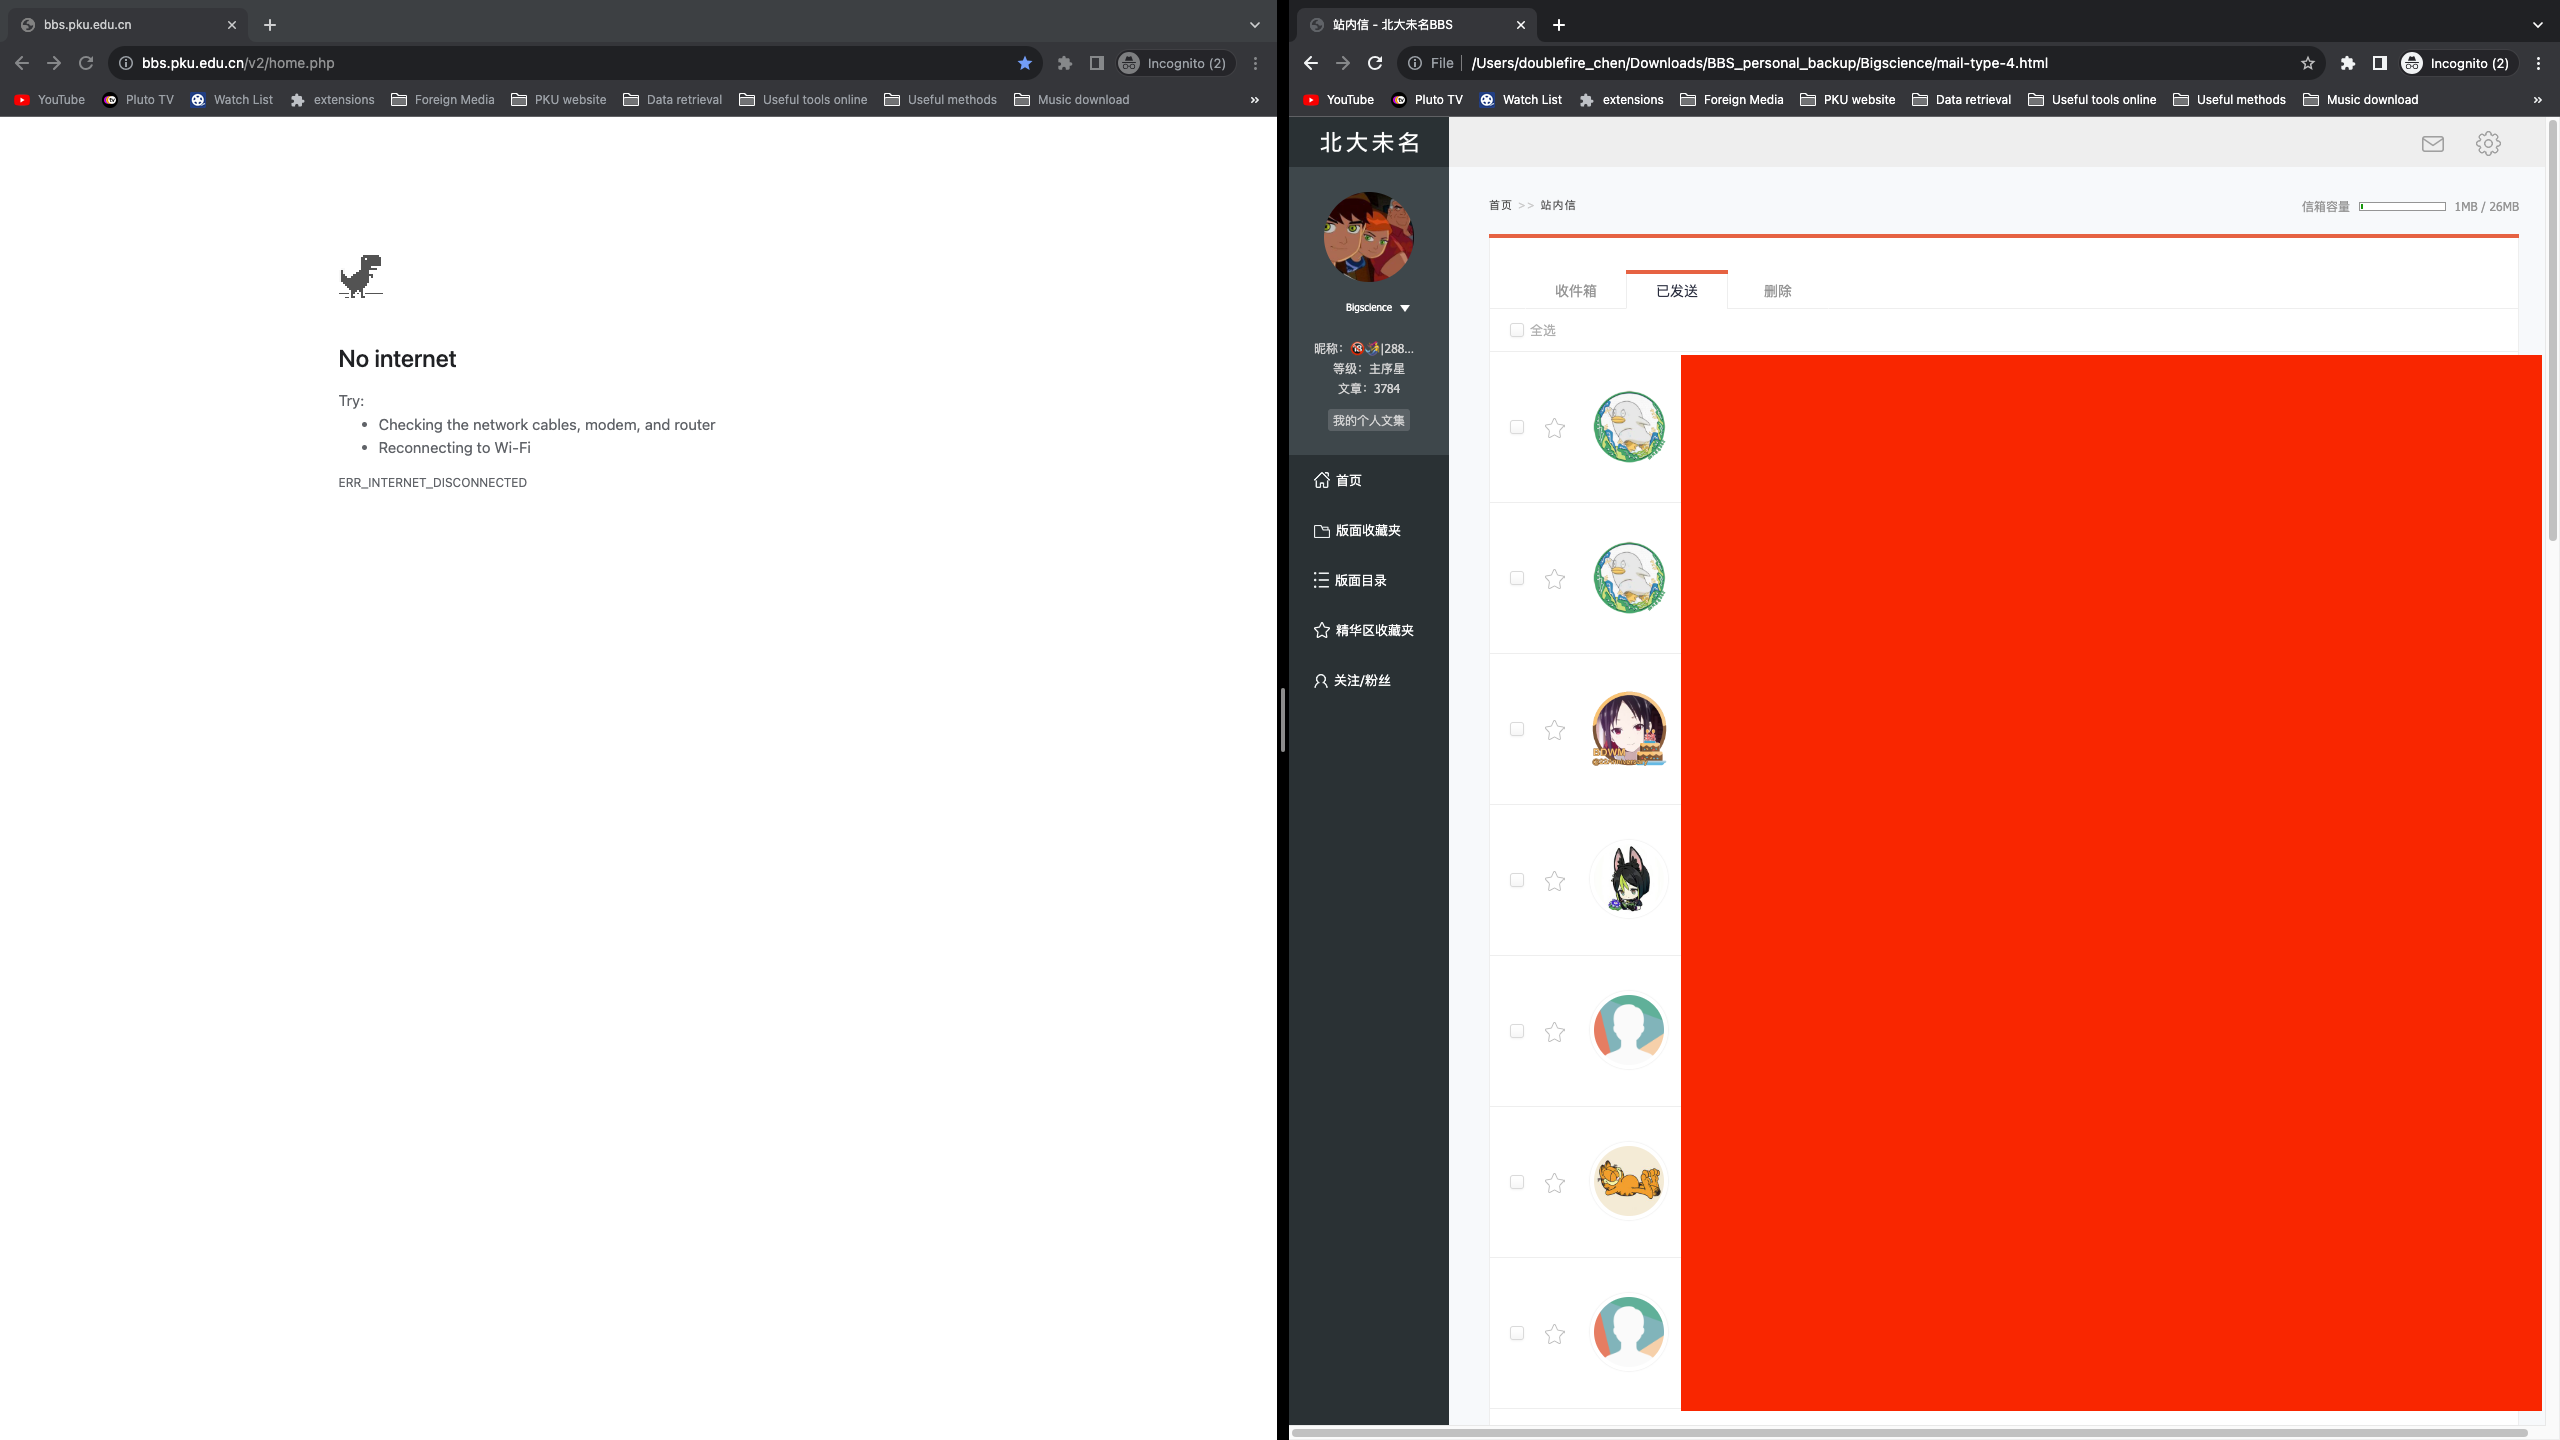 bbs.pku.edu.cn
bbs.pku.edu.cn/v2/home.php
Incognito (2)
YouTube Pluto TV Watch List extensions Foreign Media PKU website Data retrieval Useful tools online Useful methods Music download »
No internet
Try:
• Checking the network cables, modem, and router
• Reconnecting to Wi-Fi
ERR_INTERNET_DISCONNECTED
站内信 - 北大未名BBS
File /Users/doublefire_chen/Downloads/BBS_personal_backup/Bigscience/mail-type-4.html
Incognito (2)
YouTube Pluto TV Watch List extensions Foreign Media PKU website Data retrieval Useful tools online Useful methods Music download »
北大未名
Bigscience
昵称：🔞|288...
等级：主序星
文章：3784
我的个人文集
首页
版面收藏夹
版面目录
精华区收藏夹
关注/粉丝
首页 >> 站内信
信箱容量 1MB / 26MB
收件箱 已发送 删除
全选
BDWM